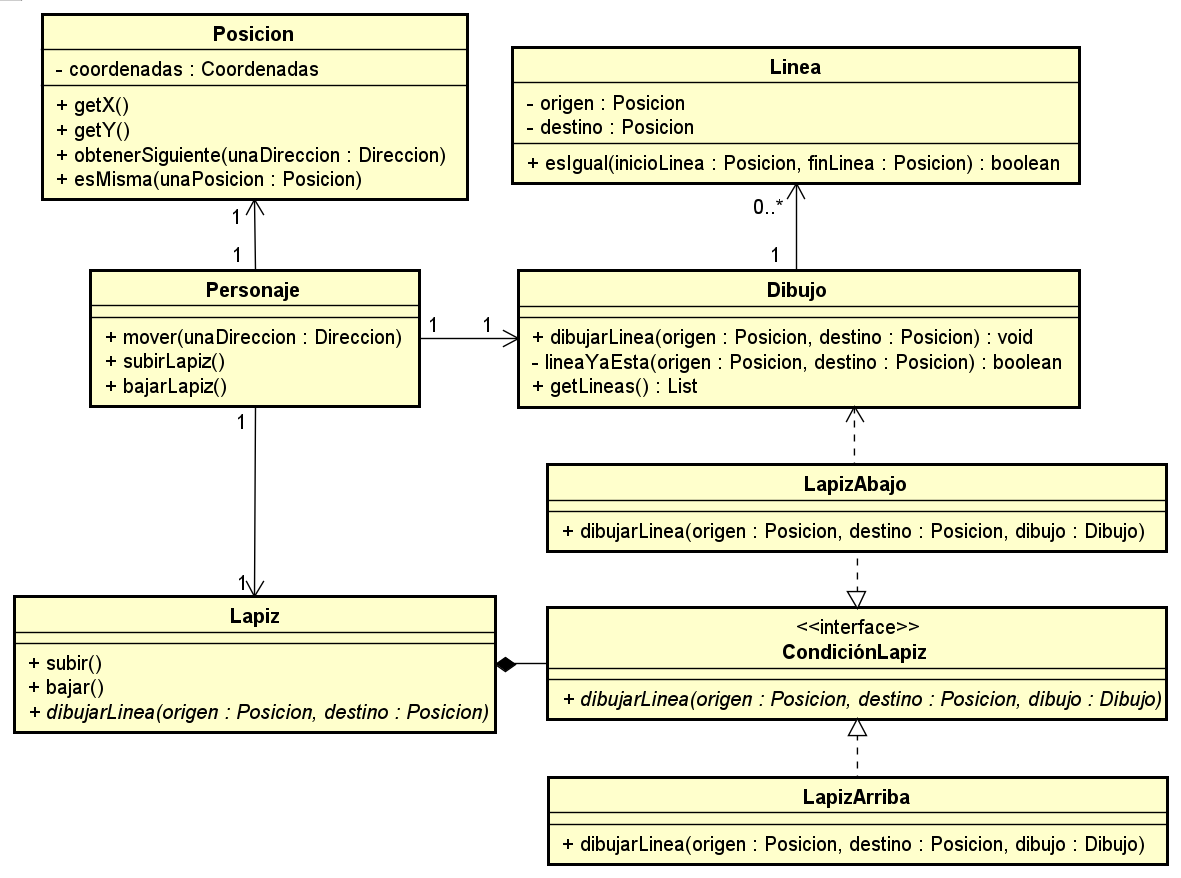 Posicion
- coordenadas : Coordenadas
+ getX()
+ getY()
+ obtenerSiguiente(unaDireccion : Direccion)
+ esMisma(unaPosicion : Posicion)
Linea
- origen : Posicion
- destino : Posicion
+ esIgual(inicioLinea : Posicion, finLinea : Posicion) : boolean
1
1
0..*
1
Personaje
+ mover(unaDireccion : Direccion)
+ subirLapiz()
+ bajarLapiz()
1
1
Dibujo
+ dibujarLinea(origen : Posicion, destino : Posicion) : void
- lineaYaEsta(origen : Posicion, destino : Posicion) : boolean
+ getLineas() : List
1
1
LapizAbajo
+ dibujarLinea(origen : Posicion, destino : Posicion, dibujo : Dibujo)
Lapiz
+ subir()
+ bajar()
+ dibujarLinea(origen : Posicion, destino : Posicion)
<<interface>>
CondiciónLapiz
+ dibujarLinea(origen : Posicion, destino : Posicion, dibujo : Dibujo)
LapizArriba
+ dibujarLinea(origen : Posicion, destino : Posicion, dibujo : Dibujo)